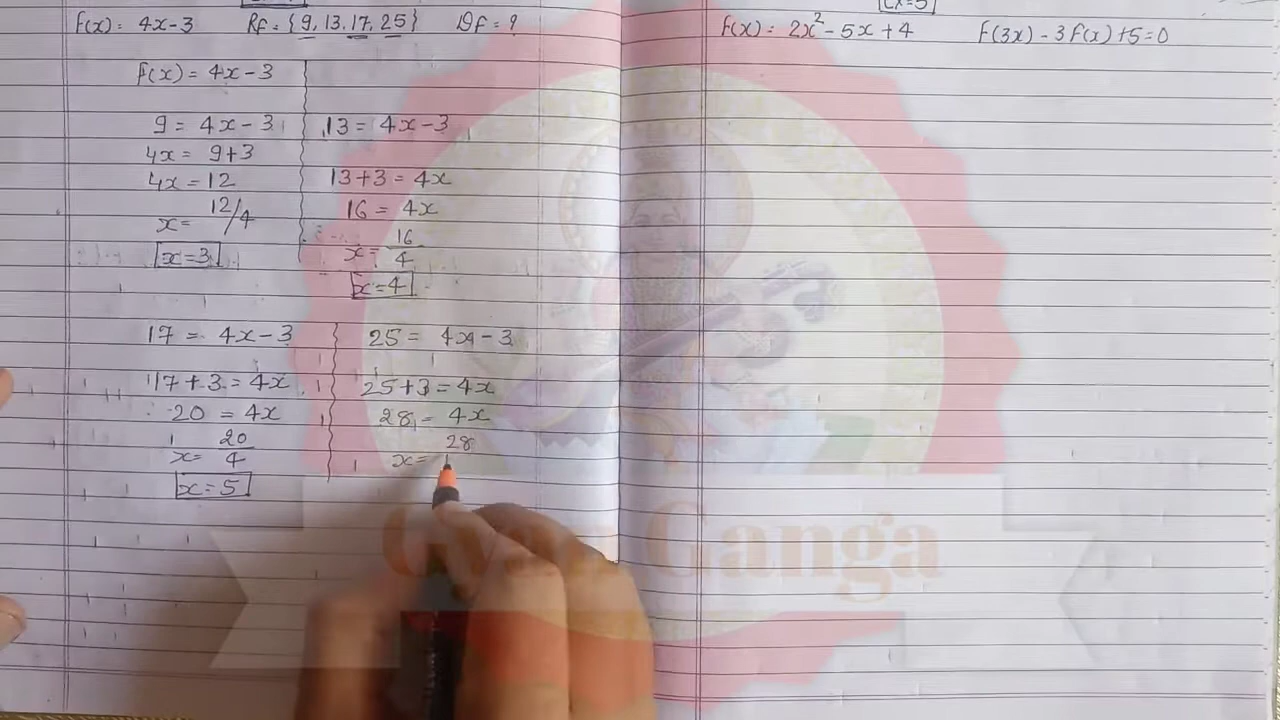 F(x) = 4x-3 Rf = {9, 13, 17, 25} Df = ?
F(x) = 4x-3
9 = 4x-3
4x = 9+3
4x = 12
x = 12/4
x=3
13 = 4x-3
13+3 = 4x
16 = 4x
x = 16/4
x=4
17 = 4x-3
17+3 = 4x
20 = 4x
x = 20/4
x=5
25 = 4x-3
25+3 = 4x
28 = 4x
x = 28
F(x) = 2x² - 5x + 4 F(3x) - 3f(x) + 5 = 0
Gyan Ganga